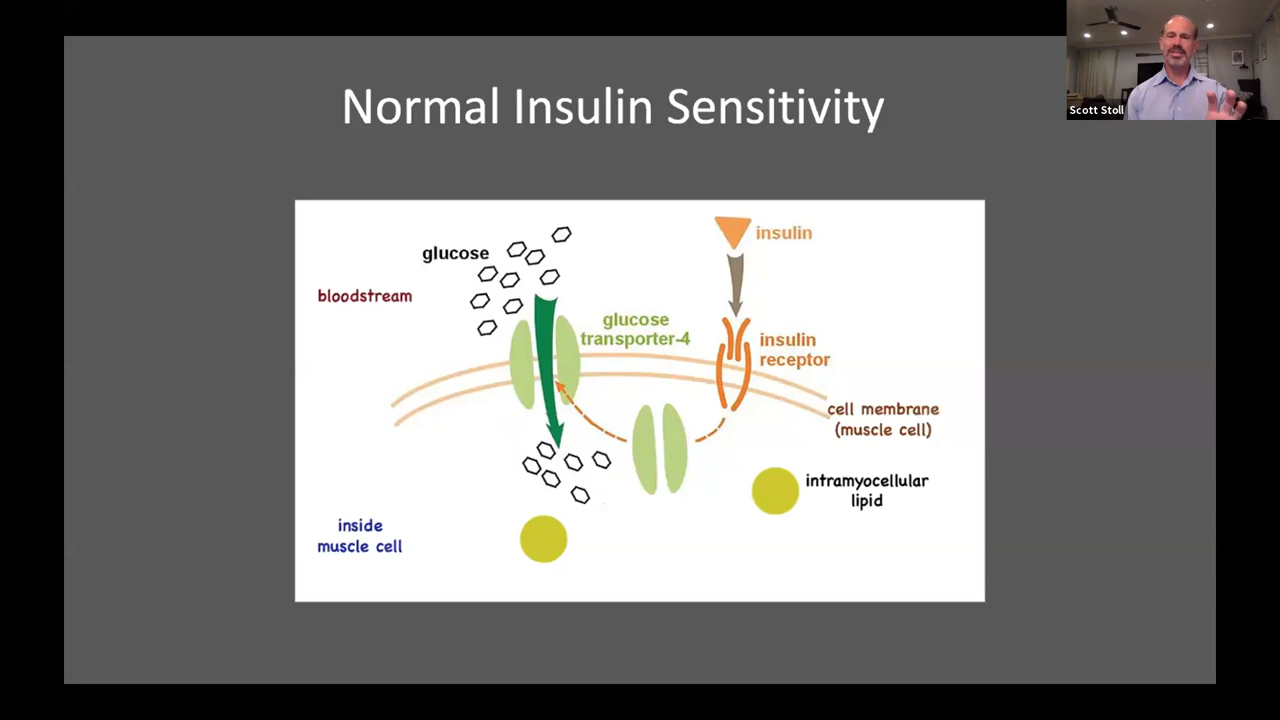 Scott Stoll
Normal Insulin Sensitivity
glucose
insulin
bloodstream
glucose
transporter-4
insulin
receptor
cell membrane
(muscle cell)
intramyocellular
lipid
inside
muscle cell